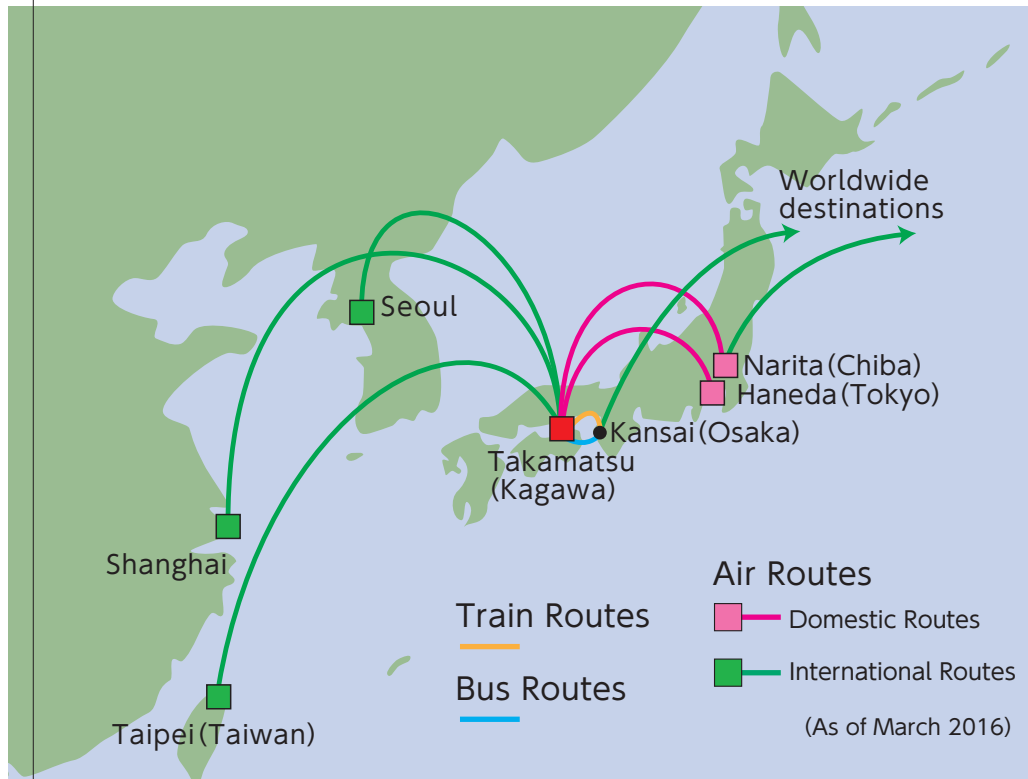 Worldwide
destinations
Seoul
Narita(Chiba)
Haneda(Tokyo)
Kansai(Osaka)
Takamatsu
(Kagawa)
Shanghai
Taipei(Taiwan)
Train Routes
Bus Routes
Air Routes
Domestic Routes
International Routes
(As of March 2016)